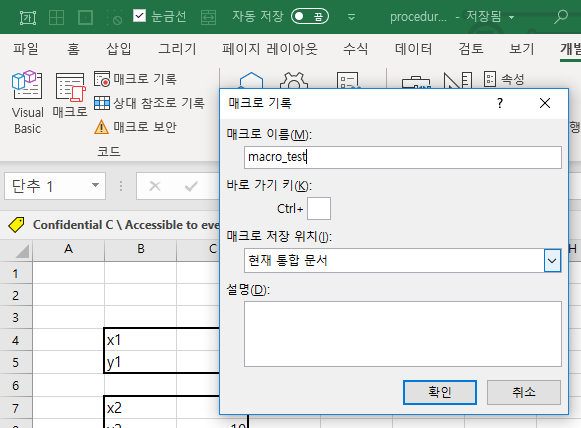 가 눈금선 자동 저장 끔 procedur... - 저장됨
파일 홈 삽입 그리기 페이지 레이아웃 수식 데이터 검토 보기 개발
Visual Basic
매크로
매크로 기록
상대 참조로 기록
매크로 보안
코드
속성
행
단추 1
Confidential C \ Accessible to eve
A B C H
1
2
3
4 x1
5 y1
6
7 x2
10
매크로 기록 ? ×
매크로 이름(M):
macro_test
바로 가기 키(K):
Ctrl+
매크로 저장 위치(I):
현재 통합 문서
설명(D):
확인 취소